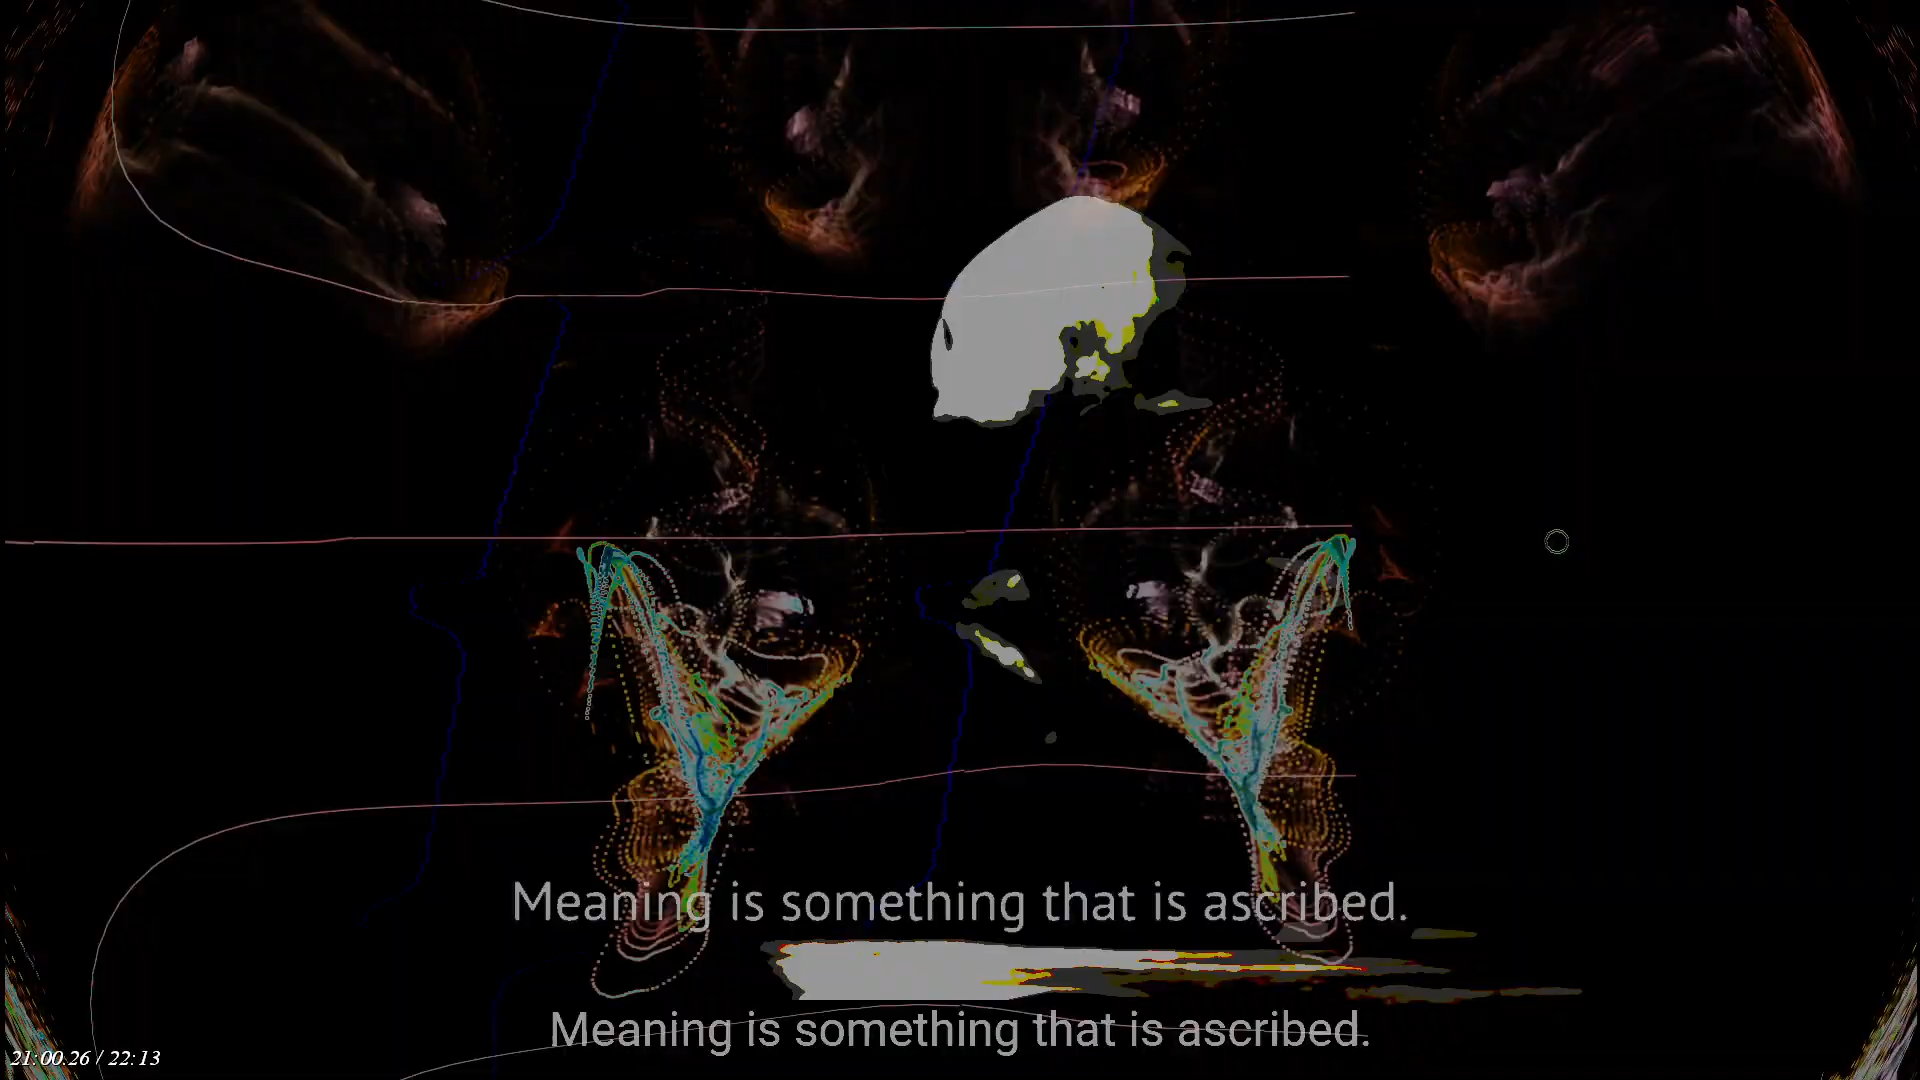 Meaning is something that is ascribed.
Meaning is something that is ascribed.
21:00.26 / 22:13